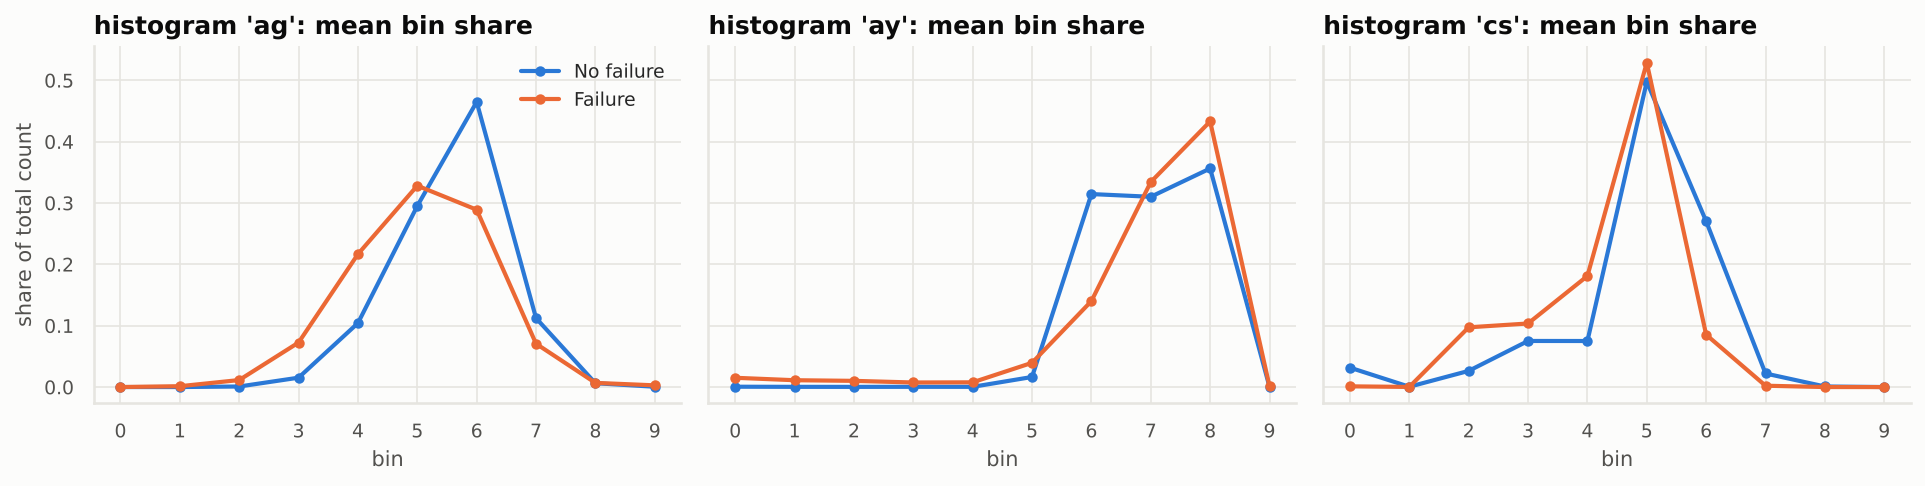 histogram 'ag': mean bin share
histogram 'ay': mean bin share
histogram 'cs': mean bin share
No failure
Failure
share of total count
0.5
0.4
0.3
0.2
0.1
0.0
0 1 2 3 4 5 6 7 8 9
0 1 2 3 4 5 6 7 8 9
0 1 2 3 4 5 6 7 8 9
bin
bin
bin